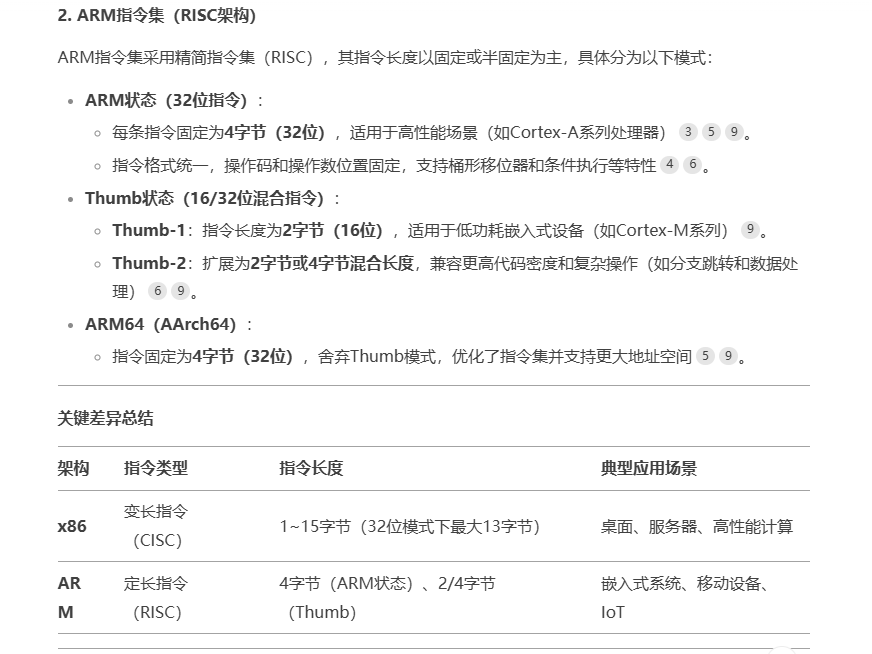 2. ARM指令集（RISC架构）
ARM指令集采用精简指令集（RISC），其指令长度以固定或半固定为主，具体分为以下模式：
• ARM状态（32位指令）：
○ 每条指令固定为4字节（32位），适用于高性能场景（如Cortex-A系列处理器） 3 5 9 。
○ 指令格式统一，操作码和操作数位置固定，支持桶形移位器和条件执行等特性 4 6 。
• Thumb状态（16/32位混合指令）：
○ Thumb-1：指令长度为2字节（16位），适用于低功耗嵌入式设备（如Cortex-M系列） 9 。
○ Thumb-2：扩展为2字节或4字节混合长度，兼容更高代码密度和复杂操作（如分支跳转和数据处
理） 6 9 。
• ARM64（AArch64）：
○ 指令固定为4字节（32位），舍弃Thumb模式，优化了指令集并支持更大地址空间 5 9 。
关键差异总结
架构 指令类型 指令长度 典型应用场景
x86 变长指令
（CISC） 1~15字节（32位模式下最大13字节） 桌面、服务器、高性能计算
AR 定长指令 4字节（ARM状态）、2/4字节 嵌入式系统、移动设备、
M （RISC） （Thumb） IoT